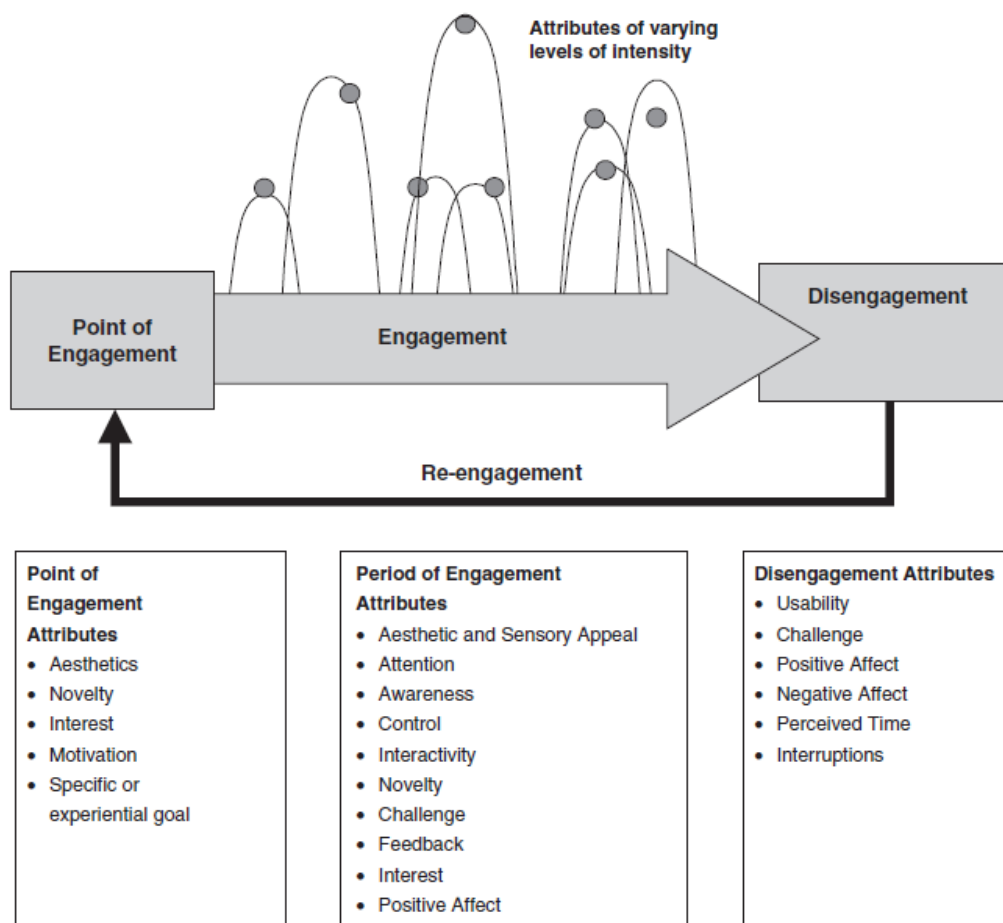 Attributes of varying
levels of intensity
Point of
Engagement
Engagement
Disengagement
Re-engagement
Point of
Engagement
Attributes
• Aesthetics
• Novelty
• Interest
• Motivation
• Specific or
experiential goal
Period of Engagement
Attributes
• Aesthetic and Sensory Appeal
• Attention
• Awareness
• Control
• Interactivity
• Novelty
• Challenge
• Feedback
• Interest
• Positive Affect
Disengagement Attributes
• Usability
• Challenge
• Positive Affect
• Negative Affect
• Perceived Time
• Interruptions